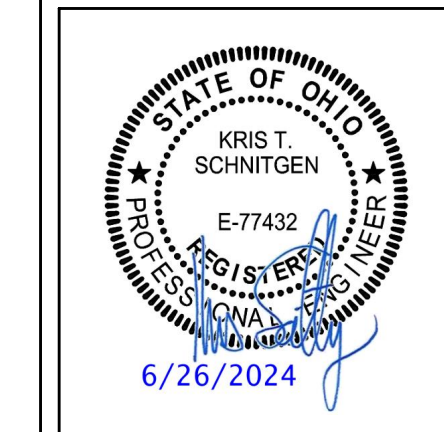 STATE OF OHIO
KRIS T.
SCHNITGEN
E-77432
REGISTERED
PROFESSIONAL ENGINEER
6/26/2024